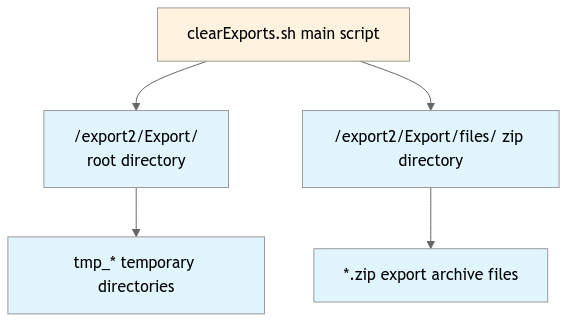 clearExports.sh main script
/export2/Export/
root directory
/export2/Export/files/ zip
directory
tmp_* temporary
directories
*.zip export archive files